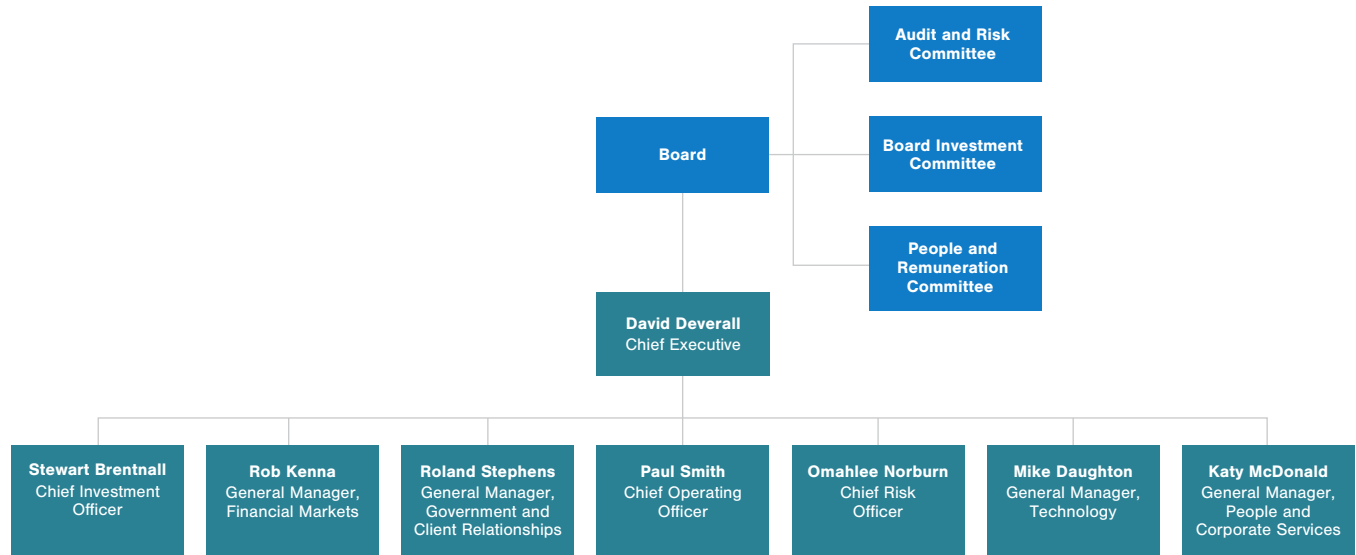 Audit and Risk
Committee
Board
Board Investment
Committee
People and
Remuneration
Committee
David Deverall
Chief Executive
Stewart Brentnall
Chief Investment
Officer
Rob Kenna
General Manager,
Financial Markets
Roland Stephens
General Manager,
Government and
Client Relationships
Paul Smith
Chief Operating
Officer
Omahlee Norburn
Chief Risk
Officer
Mike Daughton
General Manager,
Technology
Katy McDonald
General Manager,
People and
Corporate Services